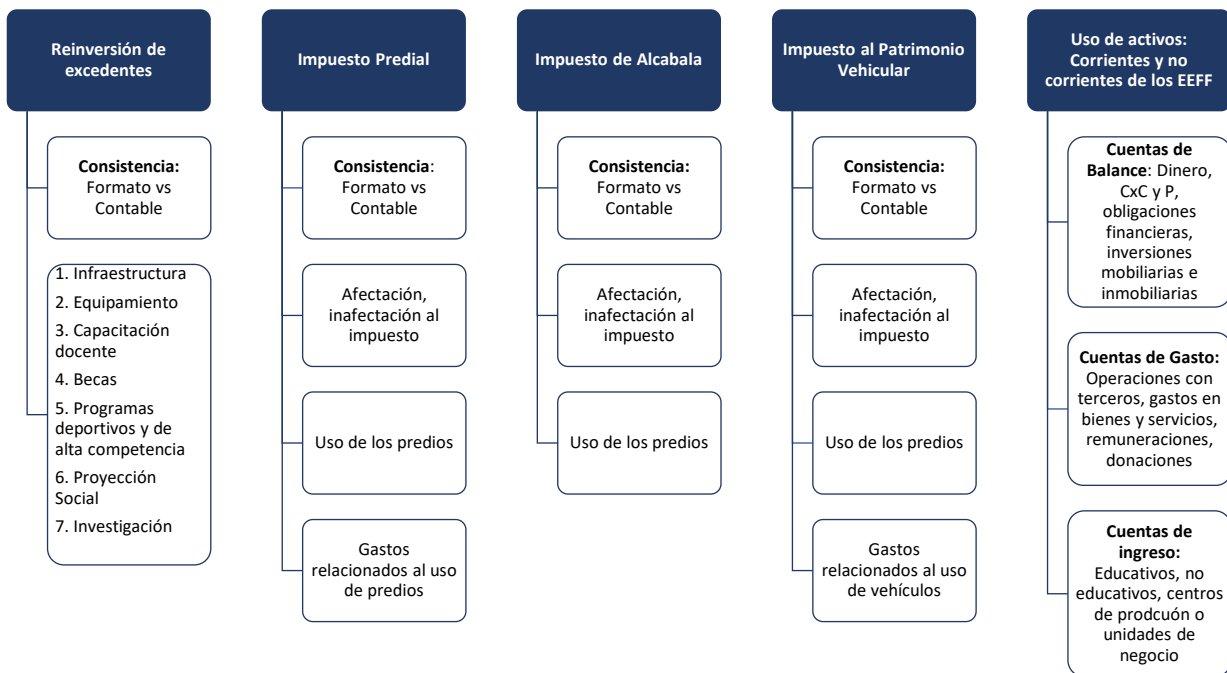 Reinversión de
excedentes
Consistencia:
Formato vs
Contable
1. Infraestructura
2. Equipamiento
3. Capacitación
docente
4. Becas
5. Programas
deportivos y de
alta competencia
6. Proyección
Social
7. Investigación
Impuesto Predial
Consistencia:
Formato vs
Contable
Afectación,
inafectación al
impuesto
Uso de los predios
Gastos
relacionados al uso
de predios
Impuesto de Alcabala
Consistencia:
Formato vs
Contable
Afectación,
inafectación al
impuesto
Uso de los predios
Impuesto al Patrimonio
Vehicular
Consistencia:
Formato vs
Contable
Afectación,
inafectación al
impuesto
Uso de los predios
Gastos
relacionados al uso
de vehículos
Uso de activos:
Corrientes y no
corrientes de los EEFF
Cuentas de
Balance: Dinero,
CxC y P,
obligaciones
financieras,
inversiones
mobiliarias e
inmobiliarias
Cuentas de Gasto:
Operaciones con
terceros, gastos en
bienes y servicios,
remuneraciones,
donaciones
Cuentas de
ingreso:
Educativos, no
educativos, centros
de prodcuón o
unidades de
negocio